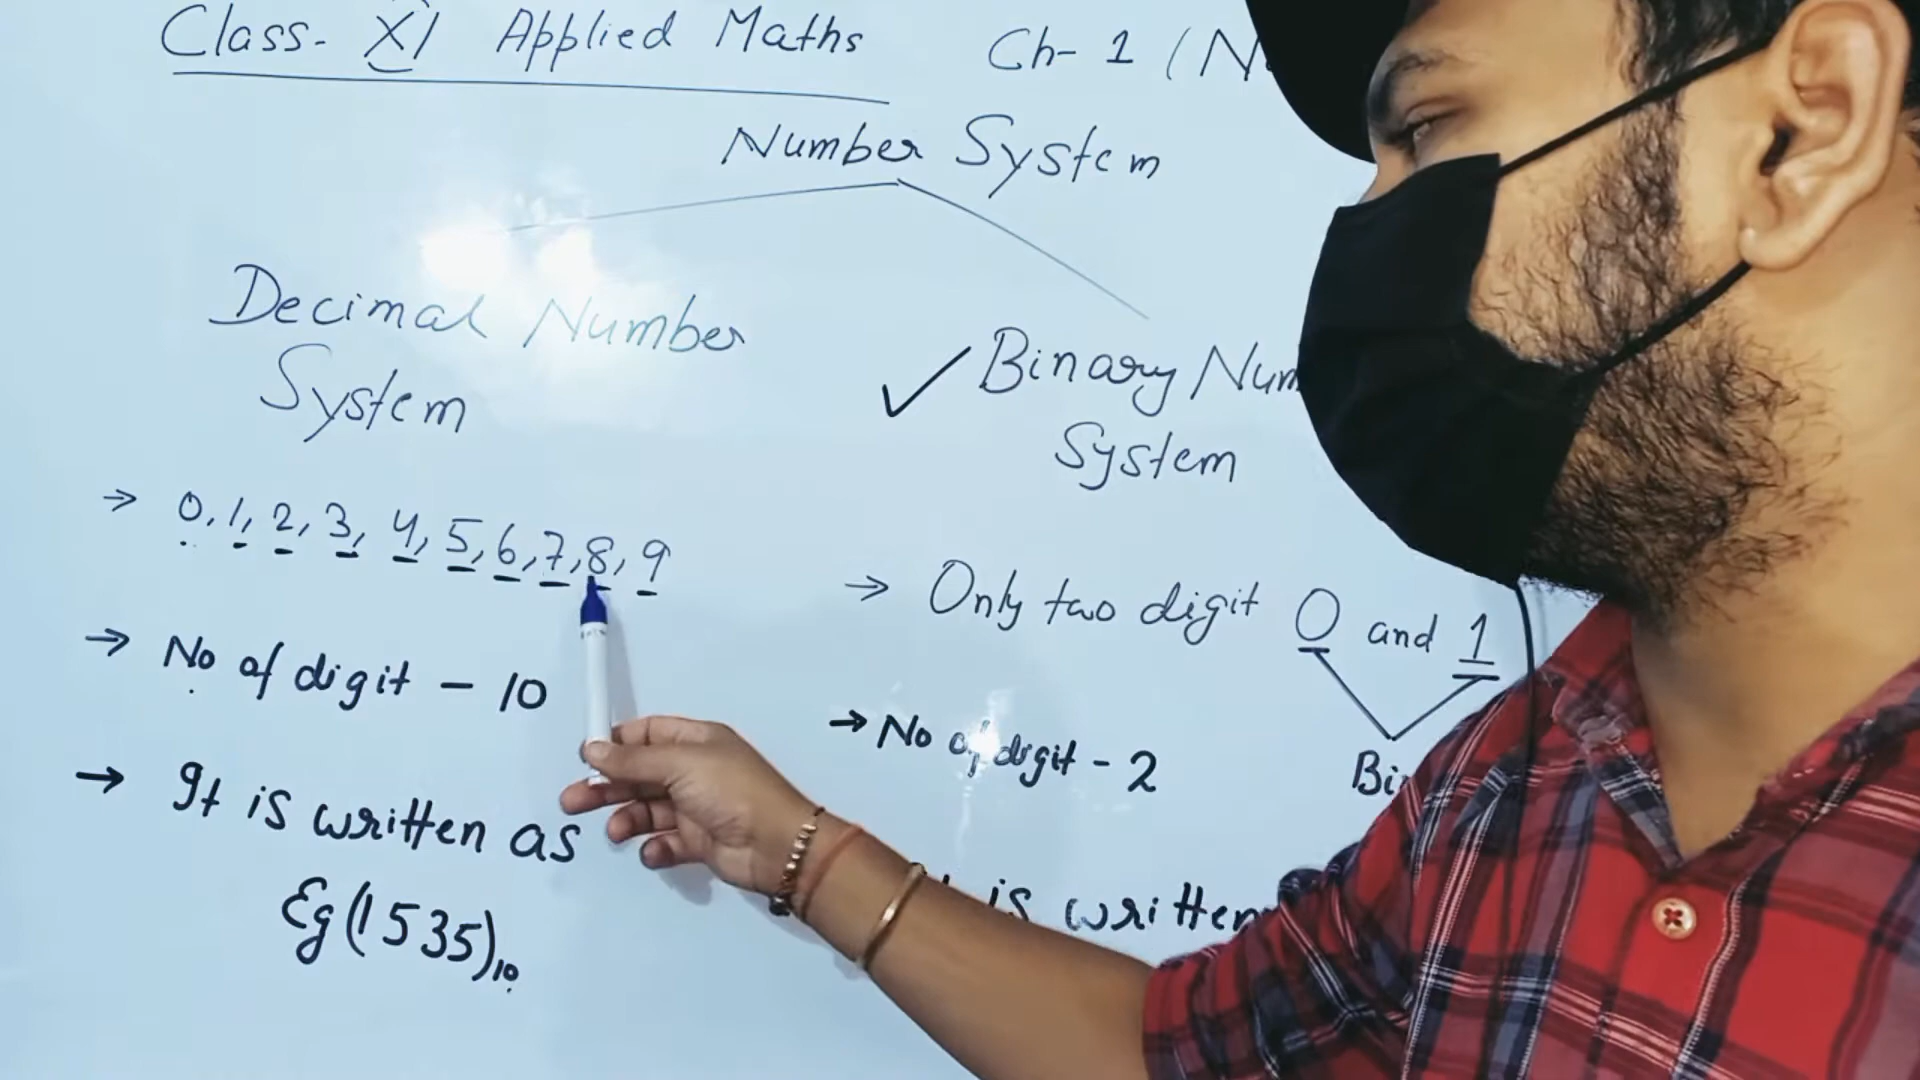 Class- XI Applied Maths Ch- 1 (N
Number System
Decimal Number
System
✓ Binary Num
System
→ 0, 1, 2, 3, 4, 5, 6, 7, 8, 9
→ No of digit - 10
→ It is written as
Eg (1535)10
→ Only two digit 0 and 1
Bi
→ No of digit - 2
is written